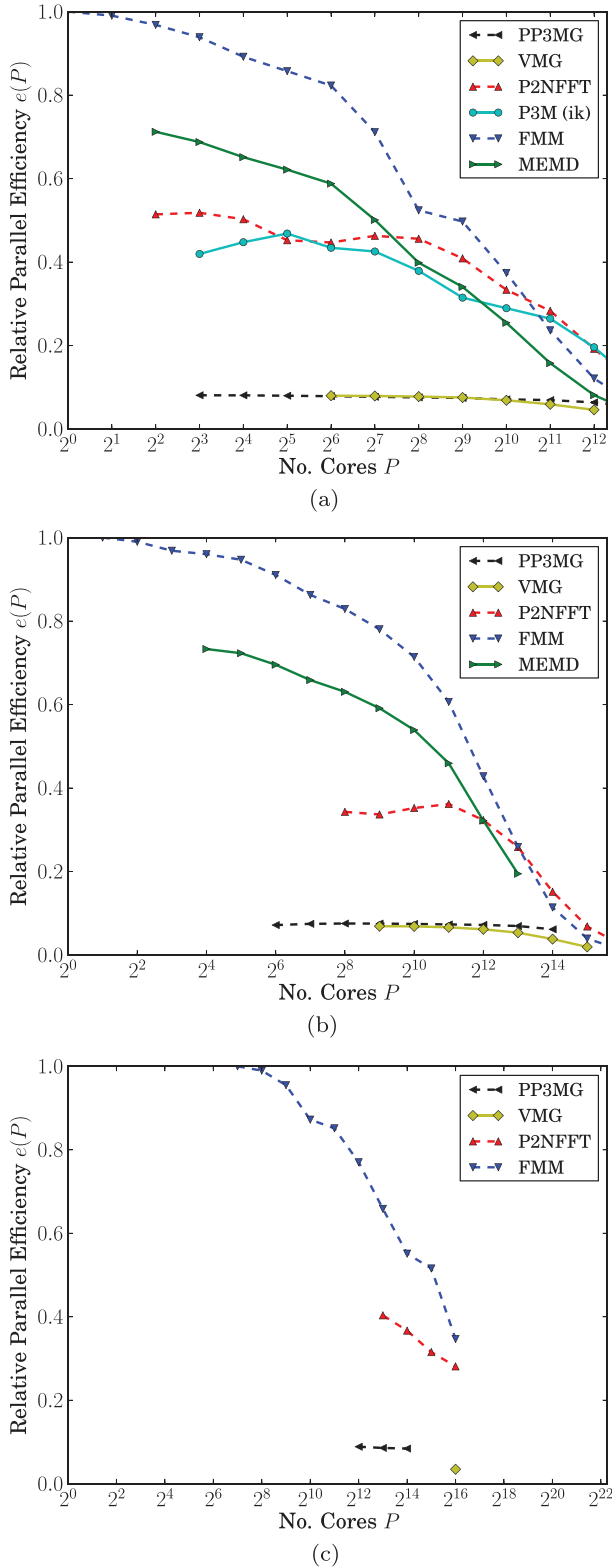 1.0
0.8
0.6
0.4
0.2
0.0
Relative Parallel Efficiency e(P)
PP3MG
VMG
P2NFFT
P3M (ik)
FMM
MEMD
2^0 2^1 2^2 2^3 2^4 2^5 2^6 2^7 2^8 2^9 2^10 2^11 2^12
No. Cores P
(a)
1.0
0.8
0.6
0.4
0.2
0.0
Relative Parallel Efficiency e(P)
PP3MG
VMG
P2NFFT
FMM
MEMD
2^0 2^2 2^4 2^6 2^8 2^10 2^12 2^14
No. Cores P
(b)
1.0
0.8
0.6
0.4
0.2
0.0
Relative Parallel Efficiency e(P)
PP3MG
VMG
P2NFFT
FMM
2^0 2^2 2^4 2^6 2^8 2^10 2^12 2^14 2^16 2^18 2^20 2^22
No. Cores P
(c)